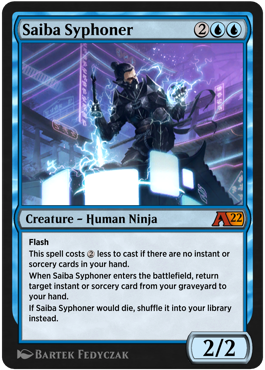 Saiba Syphoner 2
Creature – Human Ninja A22
Flash
This spell costs 2 less to cast if there are no instant or
sorcery cards in your hand.
When Saiba Syphoner enters the battlefield, return
target instant or sorcery card from your graveyard to
your hand.
If Saiba Syphoner would die, shuffle it into your library
instead.
2/2
Bartek Fedyczak